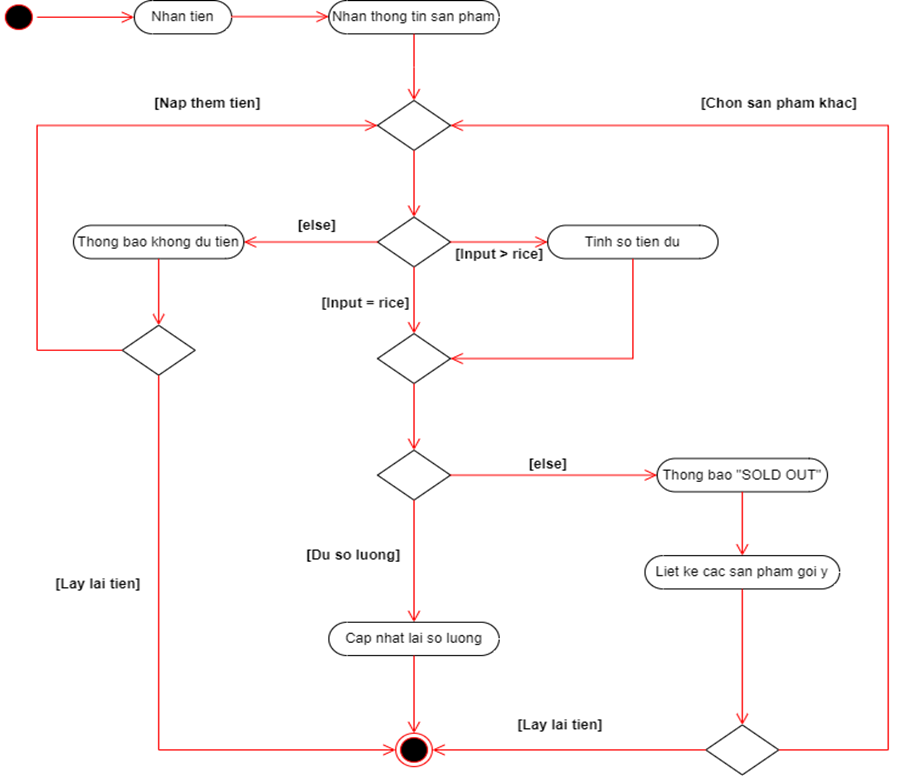 Nhan tien
Nhan thong tin san pham
[Nap them tien]
[Chon san pham khac]
[else]
Thong bao khong du tien
[Input > rice]
Tinh so tien du
[Input = rice]
[else]
Thong bao "SOLD OUT"
[Du so luong]
Liet ke cac san pham goi y
[Lay lai tien]
Cap nhat lai so luong
[Lay lai tien]